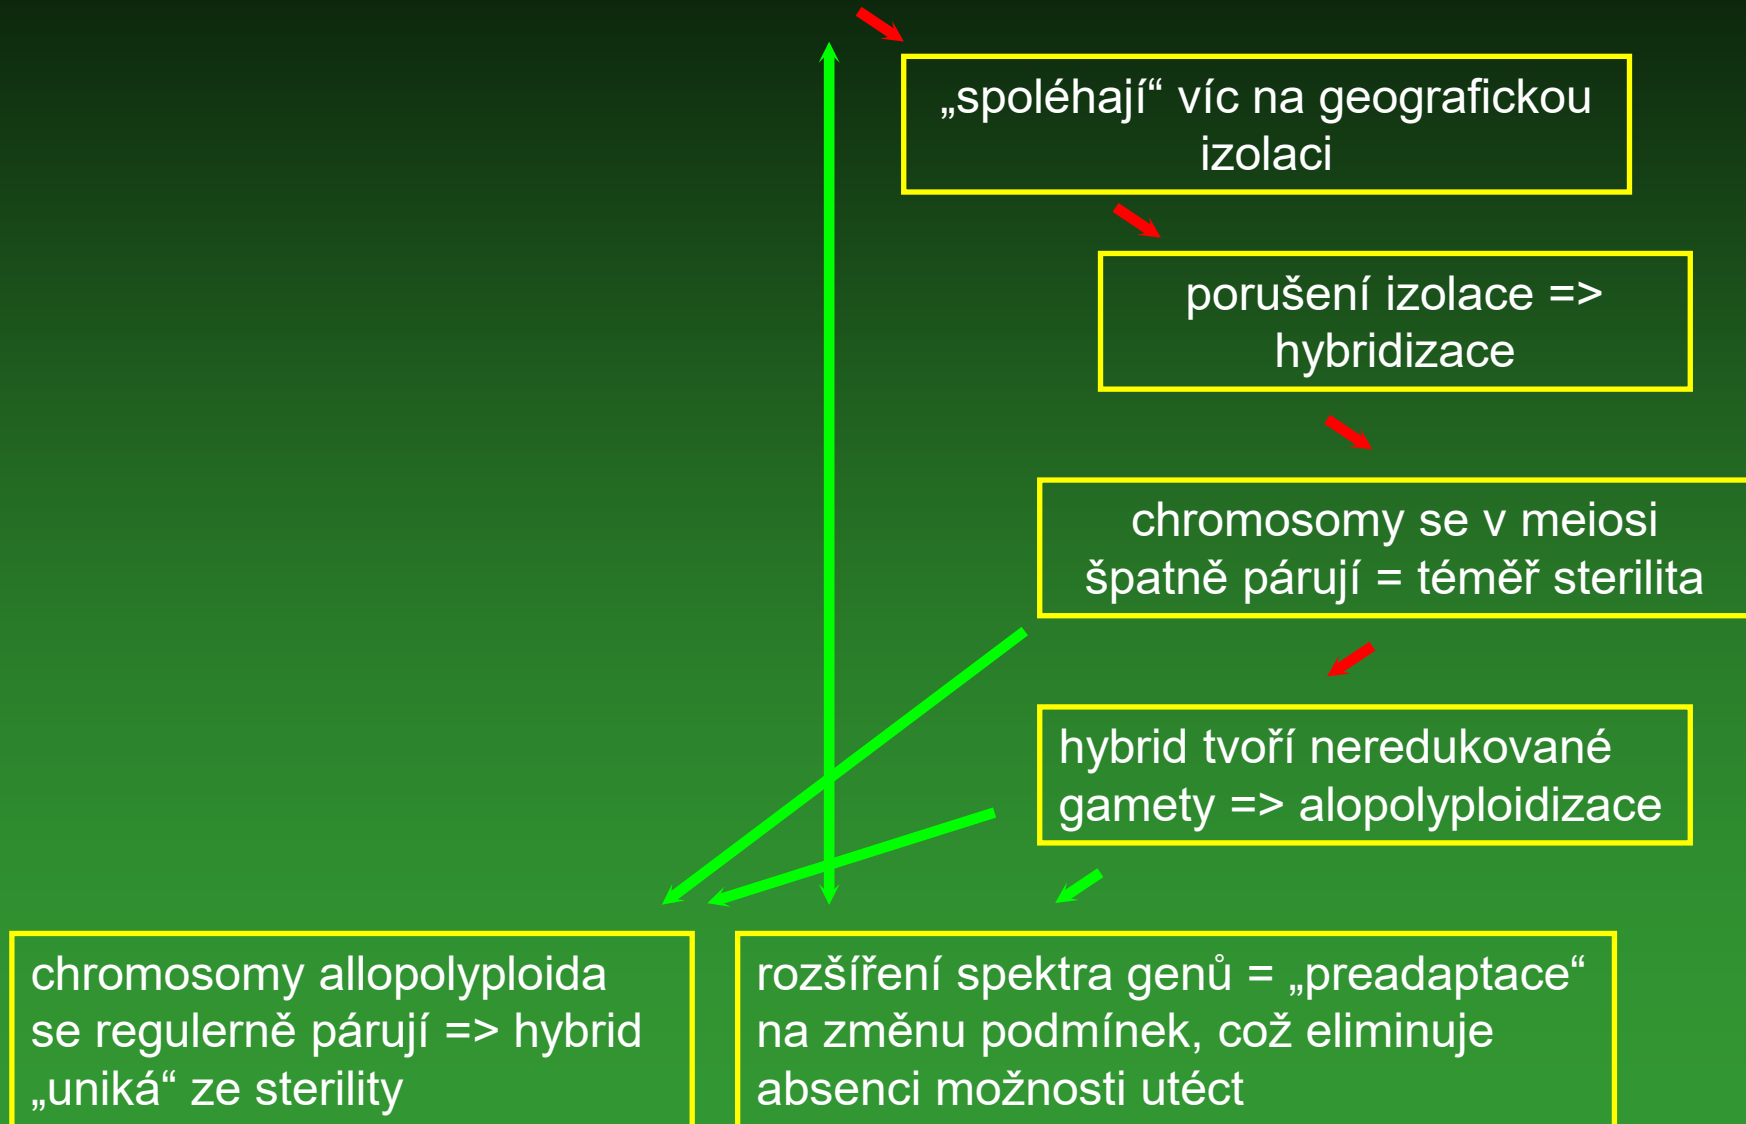 „spoléhají“ víc na geografickou
izolaci
porušení izolace =>
hybridizace
chromosomy se v meiosi
špatně párují = téměř sterilita
hybrid tvoří neredukované
gamety => alopolyploidizace
chromosomy allopolyploida
se regulerně párují => hybrid
„uniká“ ze sterility
rozšíření spektra genů = „preadaptace“
na změnu podmínek, což eliminuje
absenci možnosti utéct